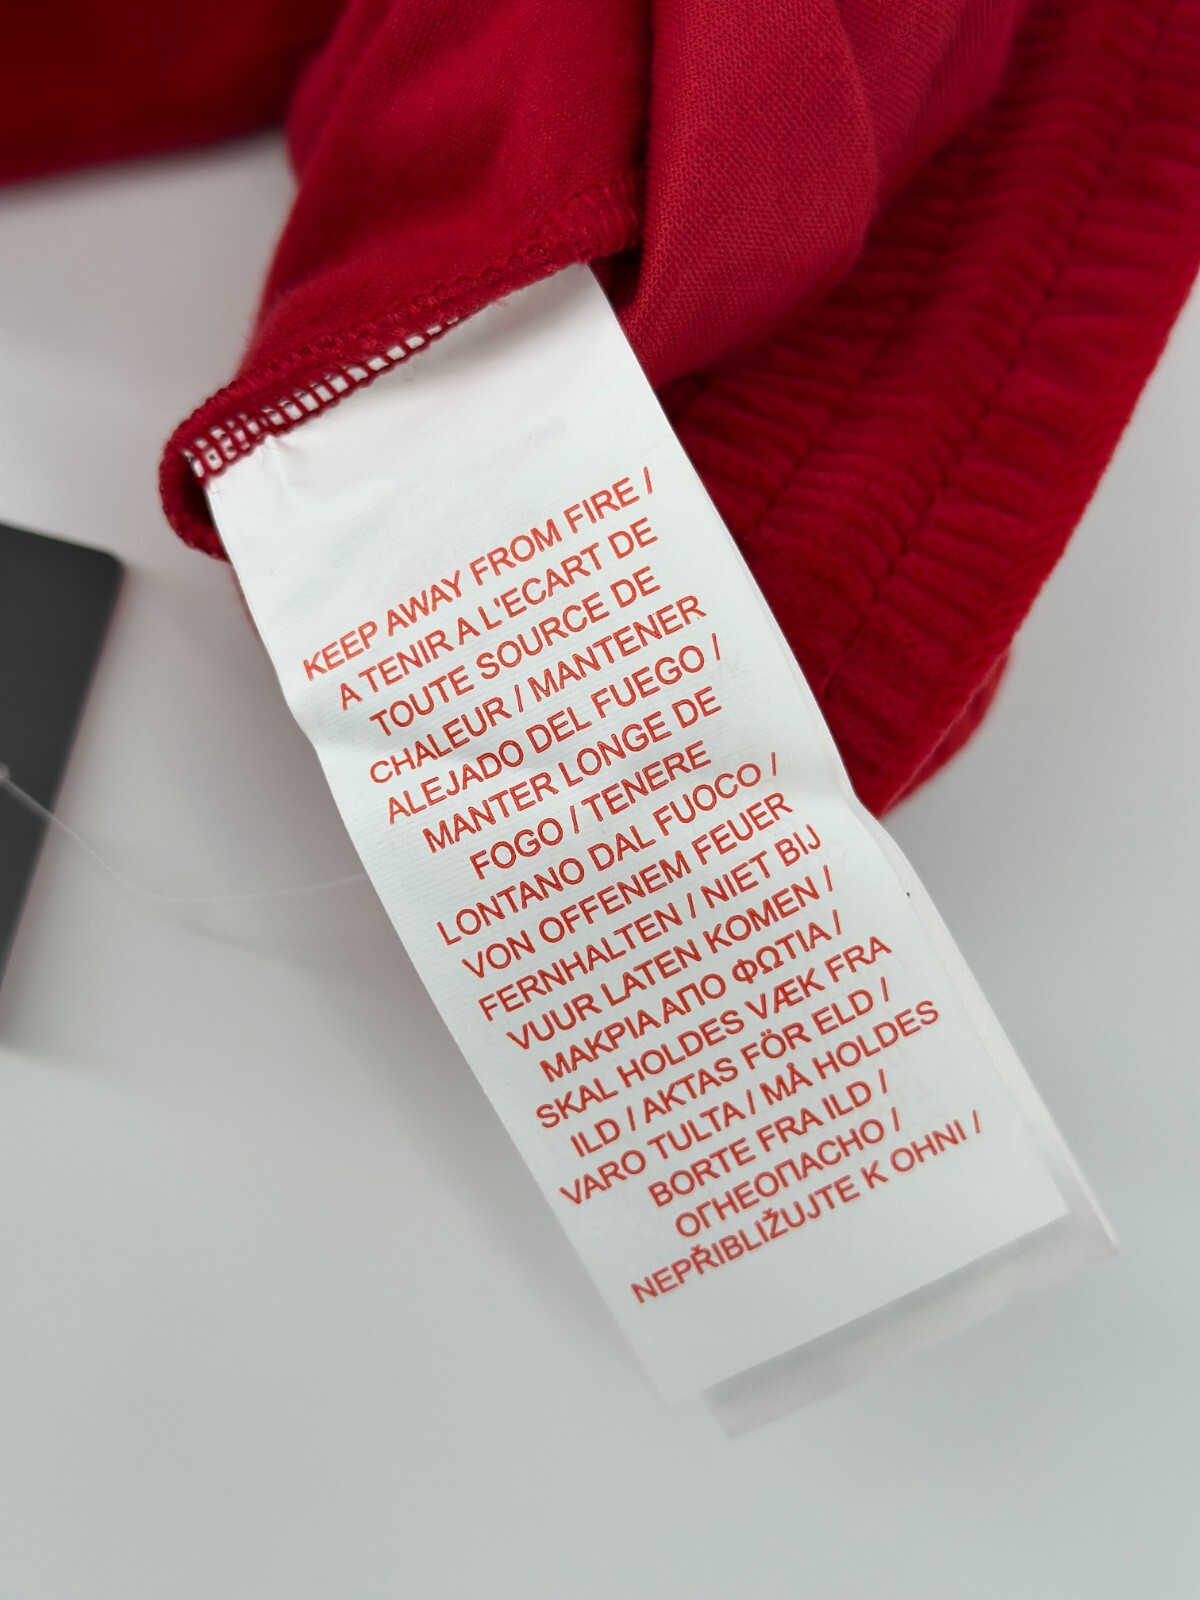 KEEP AWAY FROM FIRE /
A TENIR A L'ECART DE
TOUTE SOURCE DE
CHALEUR / MANTENER
ALEJADO DEL FUEGO /
MANTER LONGE DE
FOGO / TENERE
LONTANO DAL FUOCO /
VON OFFENEM FEUER
FERNHALTEN / NIET BIJ
VUUR LATEN KOMEN /
ΜΑΚΡΙΑ ΑΠΟ ΦΩΤΙΑ /
SKAL HOLDES VÆK FRA
ILD / AKTAS FÖR ELD /
VARO TULTA / MÅ HOLDES
BORTE FRA ILD /
ОГНЕОПАСНО /
NEPŘIBLIŽUJTE K OHNI /